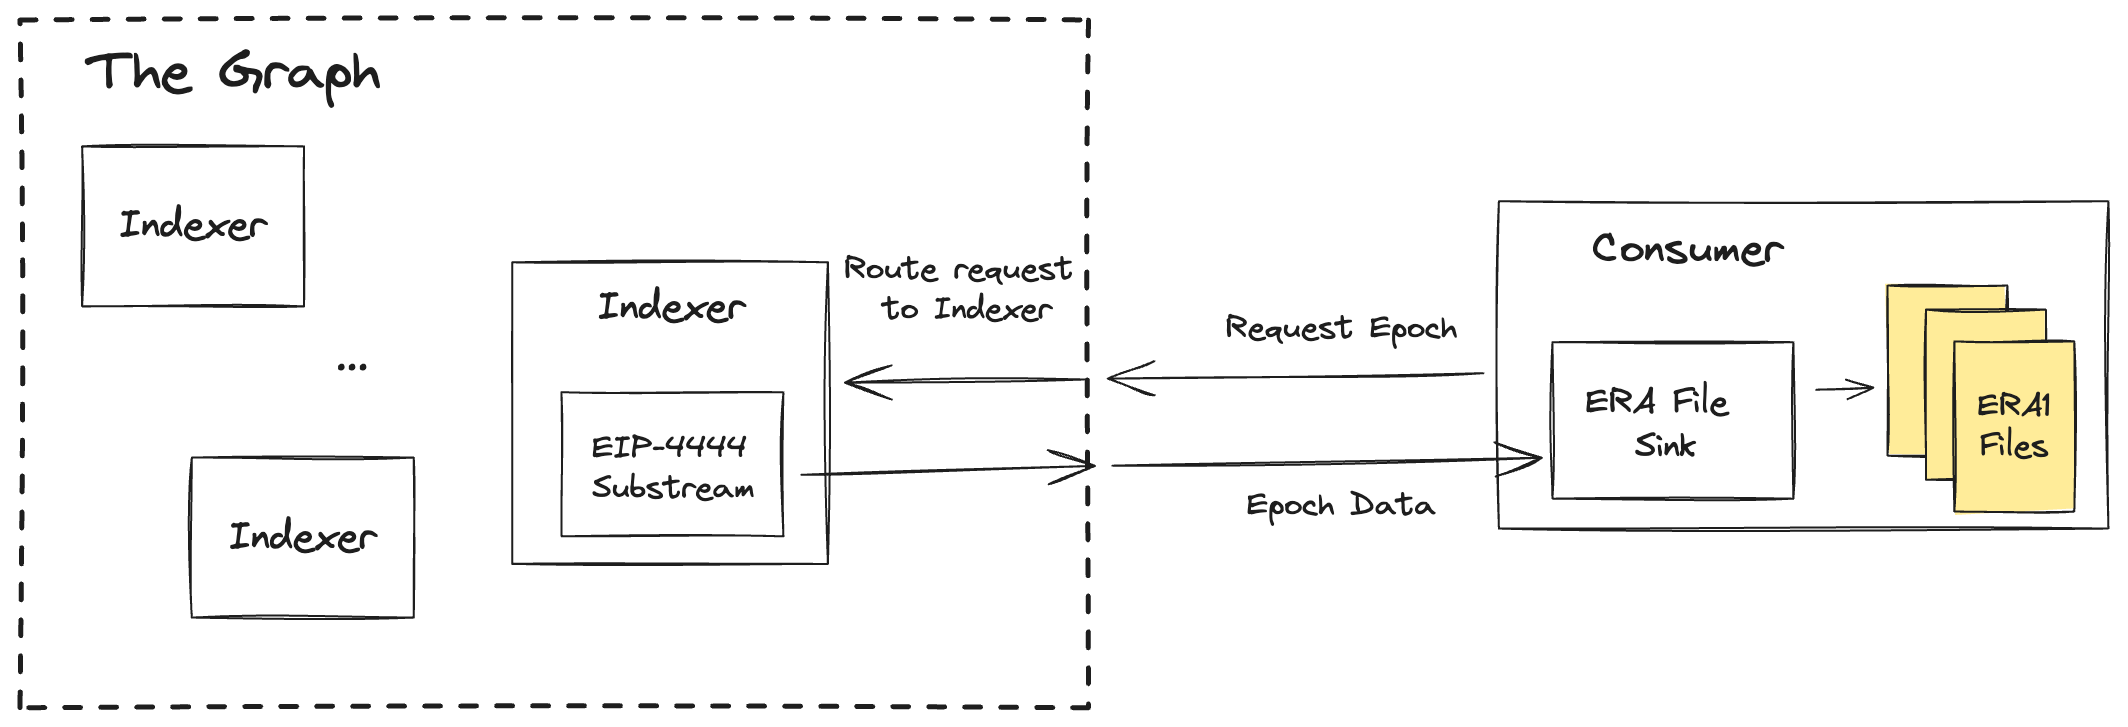 The Graph
Indexer
...
Indexer
Indexer
EIP-4444
Substream
Route request
to Indexer
Request Epoch
Epoch Data
Consumer
ERA File
Sink
ERA1
Files